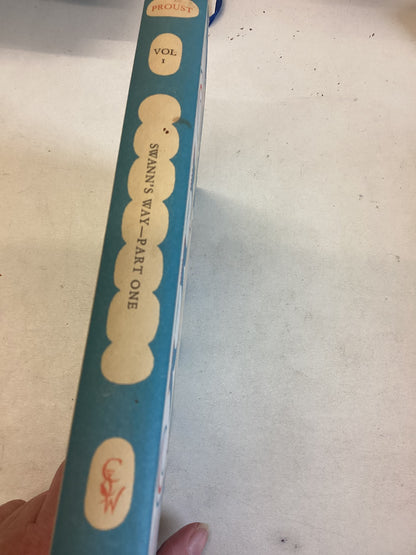 PROUST
VOL
I
SWANN'S WAY—PART ONE